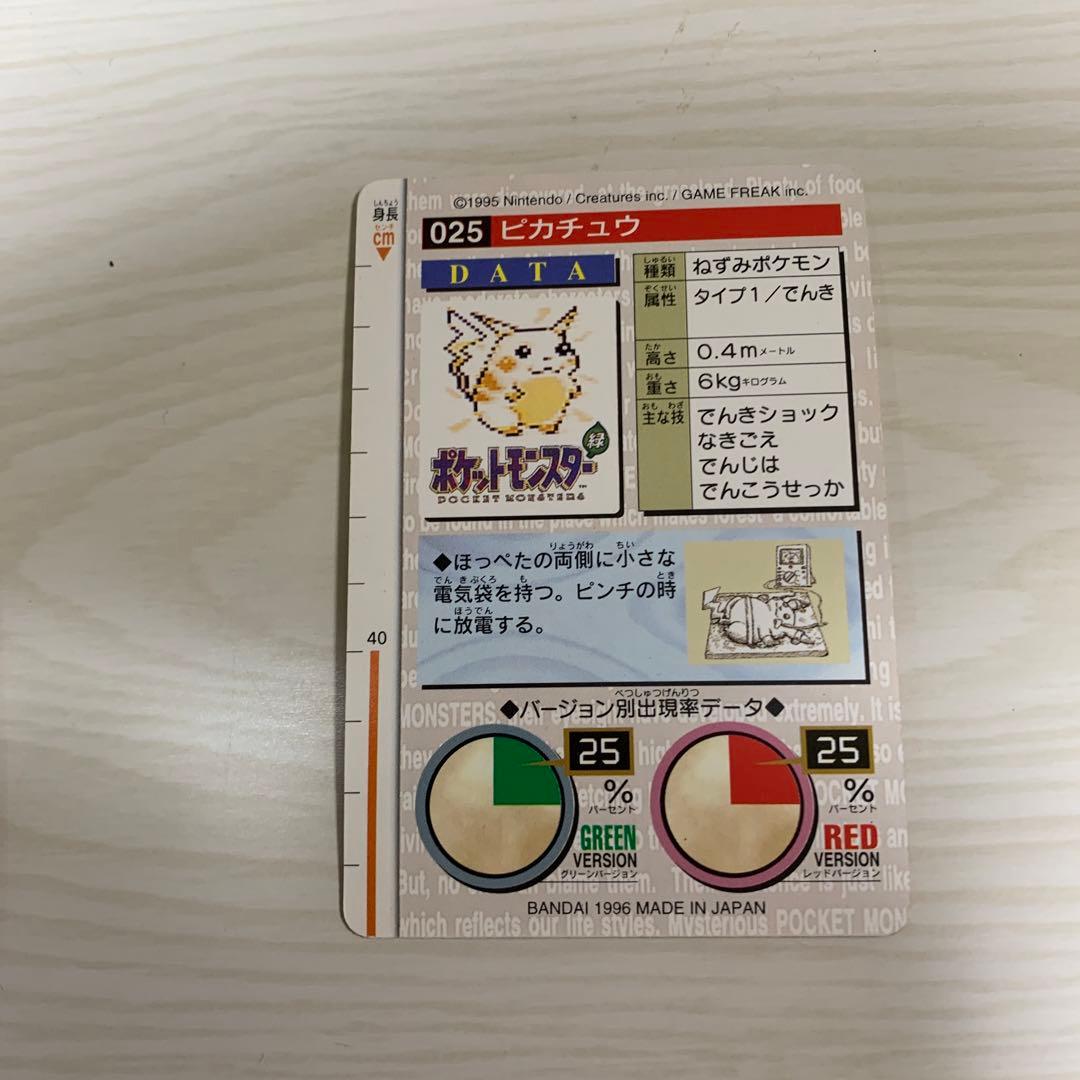 ©1995 Nintendo / Creatures inc. / GAME FREAK inc.
しんちょう
身長
センチ
cm
025 ピカチュウ
DATA
しゅるい
種類 ねずみポケモン
ぞくせい
属性 タイプ1/でんき
たか
高さ 0.4mメートル
おも
重さ 6kgキログラム
おも わざ
主な技 でんきショック
なきごえ
でんじは
でんこうせっか
緑
ポケットモンスター
POCKET MONSTERS
りょうがわ ちい
◆ほっぺたの両側に小さな
でんきぶくろ も とき
電気袋を持つ。ピンチの時
ほうでん
に放電する。
40
べつしゅつげんりつ
◆バージョン別出現率データ◆
25
%
パーセント
GREEN
VERSION
グリーンバージョン
25
%
パーセント
RED
VERSION
レッドバージョン
BANDAI 1996 MADE IN JAPAN
which reflects our life styles. Mysterious POCKET MON